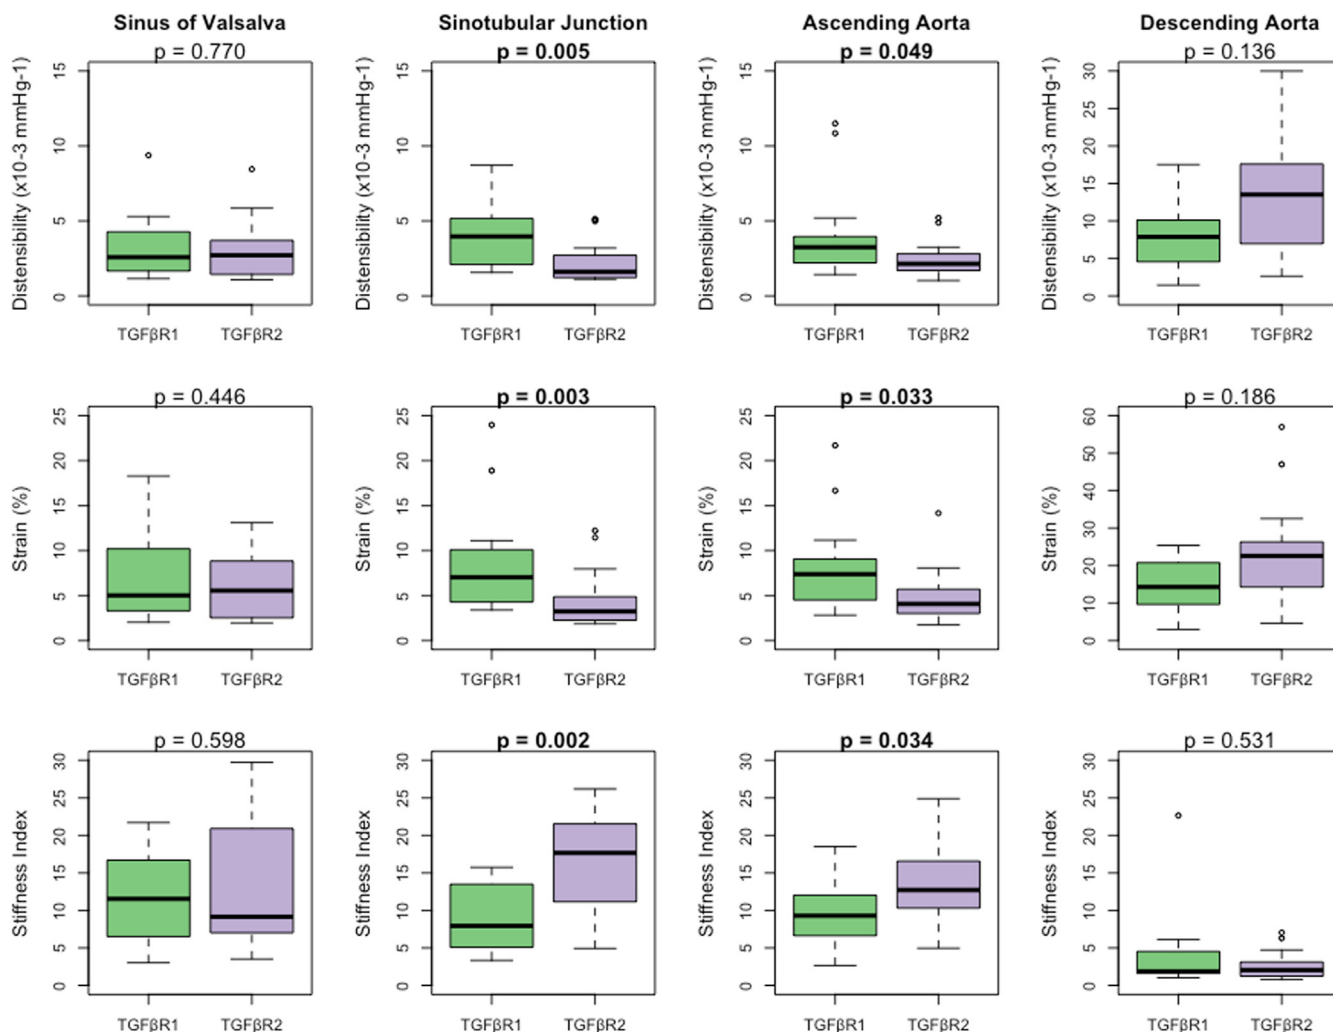 Sinus of Valsalva
Sinotubular Junction
Ascending Aorta
Descending Aorta
p = 0.770
p = 0.005
p = 0.049
p = 0.136
Distensibility (x10-3 mmHg-1)
15
10
5
0
TGFβR1
TGFβR2
Distensibility (x10-3 mmHg-1)
15
10
5
0
TGFβR1
TGFβR2
Distensibility (x10-3 mmHg-1)
15
10
5
0
TGFβR1
TGFβR2
Distensibility (x10-3 mmHg-1)
30
25
20
15
10
5
0
TGFβR1
TGFβR2
p = 0.446
p = 0.003
p = 0.033
p = 0.186
Strain (%)
25
20
15
10
5
0
TGFβR1
TGFβR2
Strain (%)
25
20
15
10
5
0
TGFβR1
TGFβR2
Strain (%)
25
20
15
10
5
0
TGFβR1
TGFβR2
Strain (%)
60
50
40
30
20
10
0
TGFβR1
TGFβR2
p = 0.598
p = 0.002
p = 0.034
p = 0.531
Stiffness Index
30
25
20
15
10
5
0
TGFβR1
TGFβR2
Stiffness Index
30
25
20
15
10
5
0
TGFβR1
TGFβR2
Stiffness Index
30
25
20
15
10
5
0
TGFβR1
TGFβR2
Stiffness Index
30
25
20
15
10
5
0
TGFβR1
TGFβR2